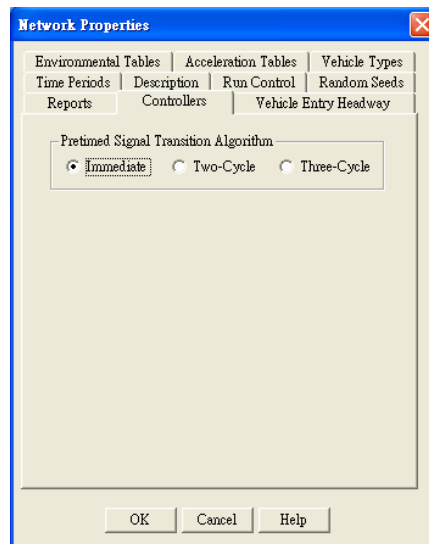 Network Properties
Environmental Tables Acceleration Tables Vehicle Types
Time Periods Description Run Control Random Seeds
Reports Controllers Vehicle Entry Headway
Pretimed Signal Transition Algorithm
Immediate Two-Cycle Three-Cycle
OK Cancel Help